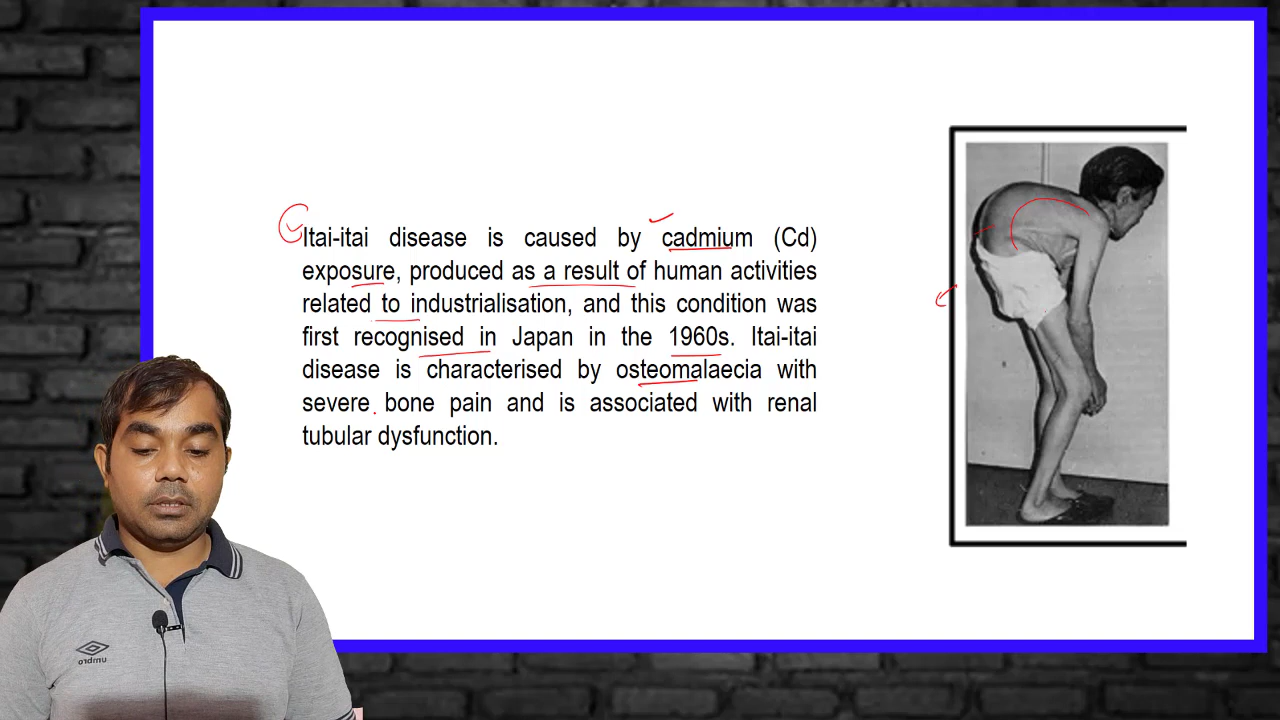 Itai-itai disease is caused by cadmium (Cd)
exposure, produced as a result of human activities
related to industrialisation, and this condition was
first recognised in Japan in the 1960s. Itai-itai
disease is characterised by osteomalaecia with
severe bone pain and is associated with renal
tubular dysfunction.
umbro